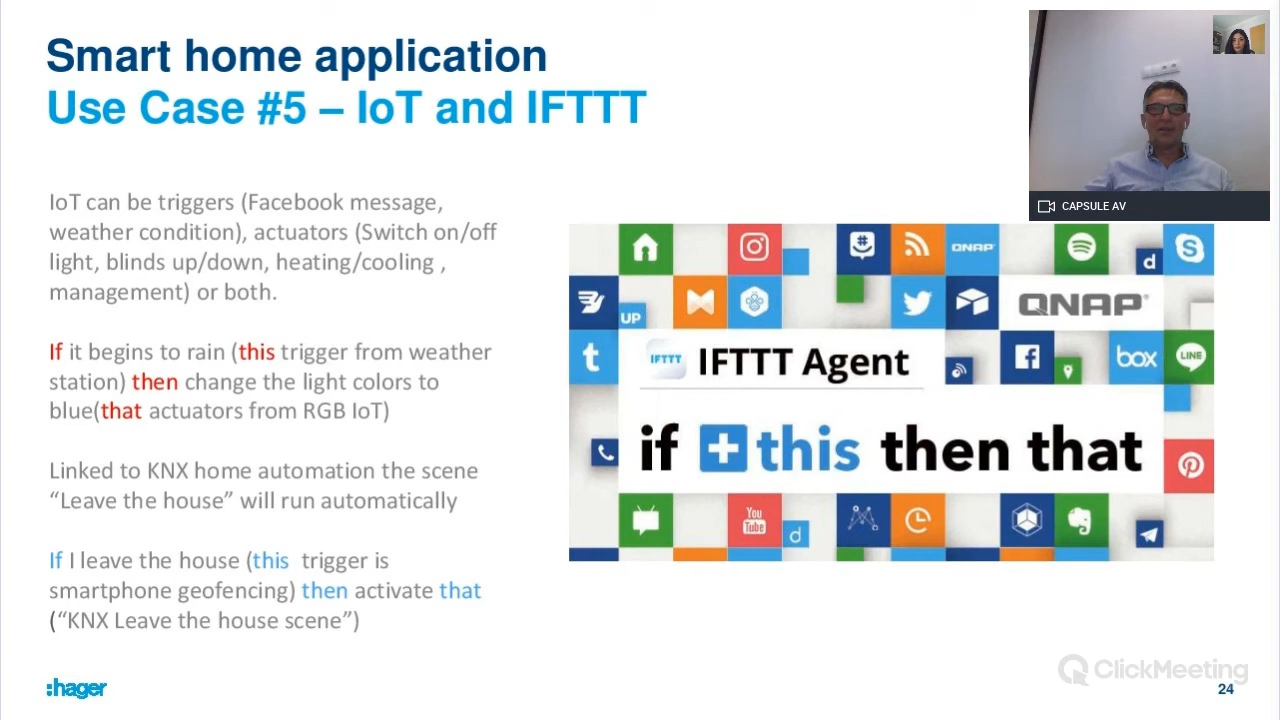 Smart home application
Use Case #5 – IoT and IFTTT
CAPSULE AV
IoT can be triggers (Facebook message,
weather condition), actuators (Switch on/off
light, blinds up/down, heating/cooling ,
management) or both.
If it begins to rain (this trigger from weather
station) then change the light colors to
blue(that actuators from RGB IoT)
Linked to KNX home automation the scene
“Leave the house” will run automatically
If I leave the house (this  trigger is
smartphone geofencing) then activate that
(“KNX Leave the house scene”)
QNAP
d
UP
QNAP
t
IFTTT
IFTTT Agent
box
LINE
if this then that
You
Tube
d
:hager
ClickMeeting
24